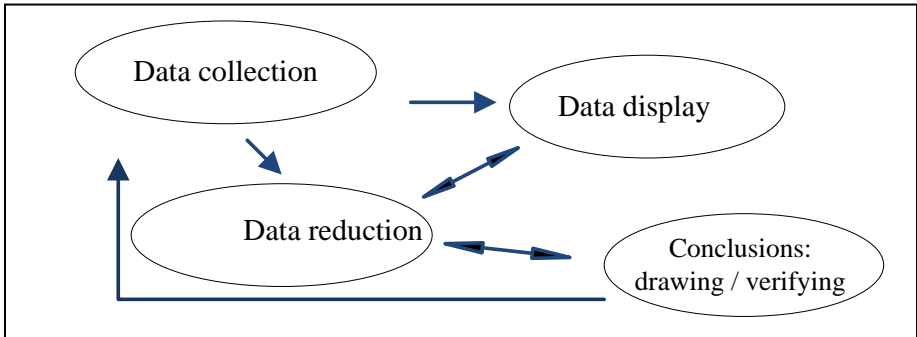 Data collection
Data display
Data reduction
Conclusions:
drawing / verifying